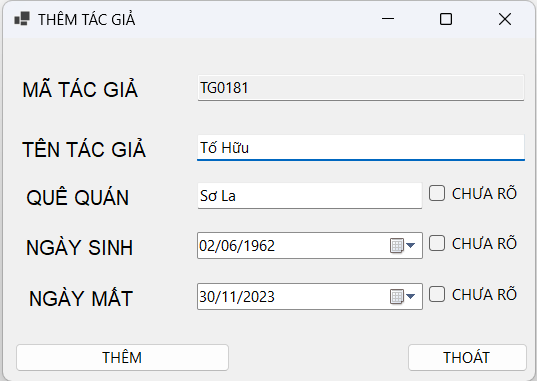 THÊM TÁC GIẢ
MÃ TÁC GIẢ TG0181
TÊN TÁC GIẢ Tố Hữu
QUÊ QUÁN Sơ La CHƯA RÕ
NGÀY SINH 02/06/1962 CHƯA RÕ
NGÀY MẤT 30/11/2023 CHƯA RÕ
THÊM THOÁT